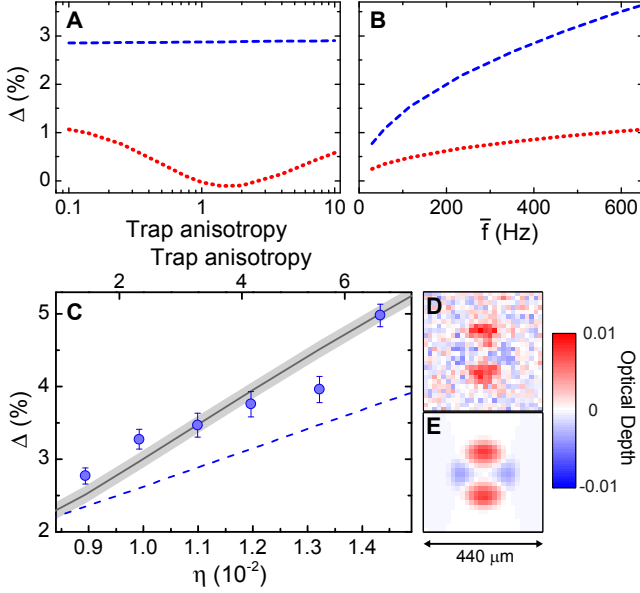 A
B
Δ (%)
3
2
1
0
0.1
1
10
Trap anisotropy
200
400
600
f̄ (Hz)
Trap anisotropy
2
4
6
C
Δ (%)
5
4
3
2
0.9
1.0
1.1
1.2
1.3
1.4
η (10⁻²)
D
E
440 μm
0.01
0
-0.01
Optical Depth